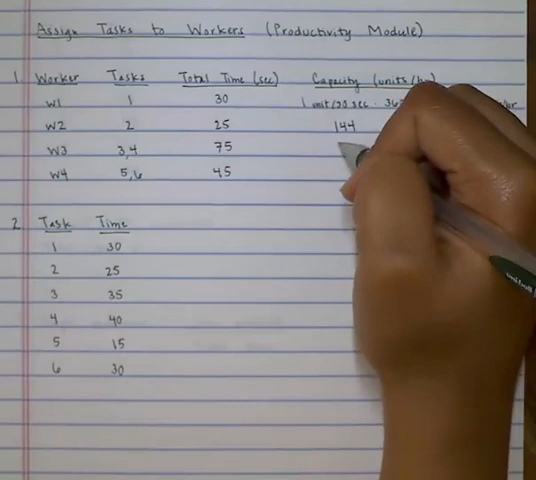 Assign Tasks to Workers (Productivity Module)
1. Worker Tasks Total Time (sec) Capacity (units/hr)
W1 1 30 1 unit/30 sec ·
W2 2 25 144
W3 3,4 75
W4 5,6 45
2. Task Time
1 30
2 25
3 35
4 40
5 15
6 30